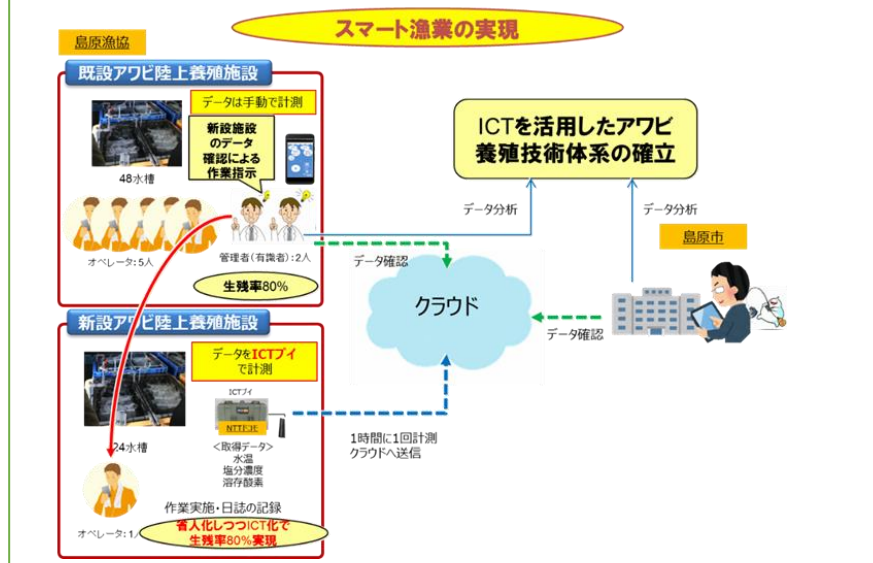 スマート漁業の実現
島原漁協
既設アワビ陸上養殖施設
データは手動で計測
新設施設
のデータ
確認による
作業指示
48水槽
オペレータ:5人
管理者(有識者):2人
生残率80%
ICTを活用したアワビ
養殖技術体系の確立
データ分析
データ分析
島原市
データ確認
クラウド
データ確認
新設アワビ陸上養殖施設
データをICTブイ
で計測
ICTブイ
NTTドコモ
24水槽
<取得データ>
水温
塩分濃度
溶存酸素
1時間に1回計測
クラウドへ送信
作業実施・日誌の記録
オペレータ:1人
省人化しつつICT化で
生残率80%実現